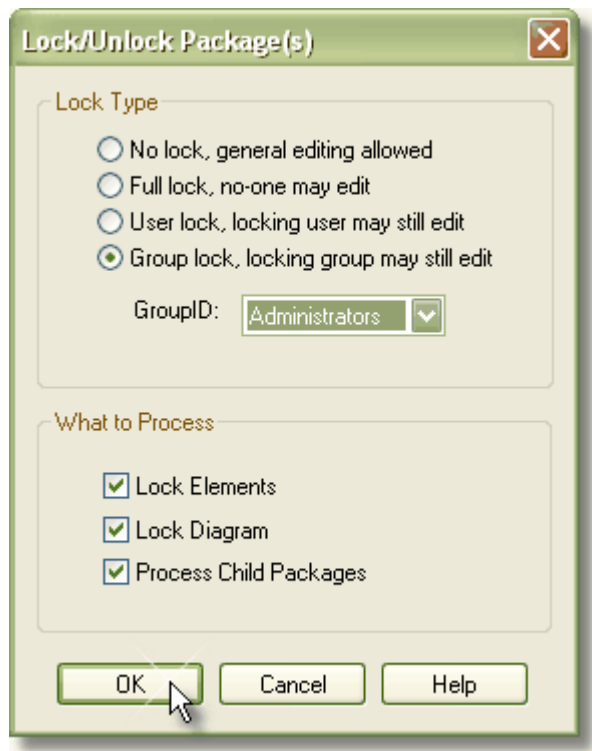 Lock/Unlock Package(s)
Lock Type
No lock, general editing allowed
Full lock, no-one may edit
User lock, locking user may still edit
Group lock, locking group may still edit
GroupID: Administrators
What to Process
Lock Elements
Lock Diagram
Process Child Packages
OK Cancel Help